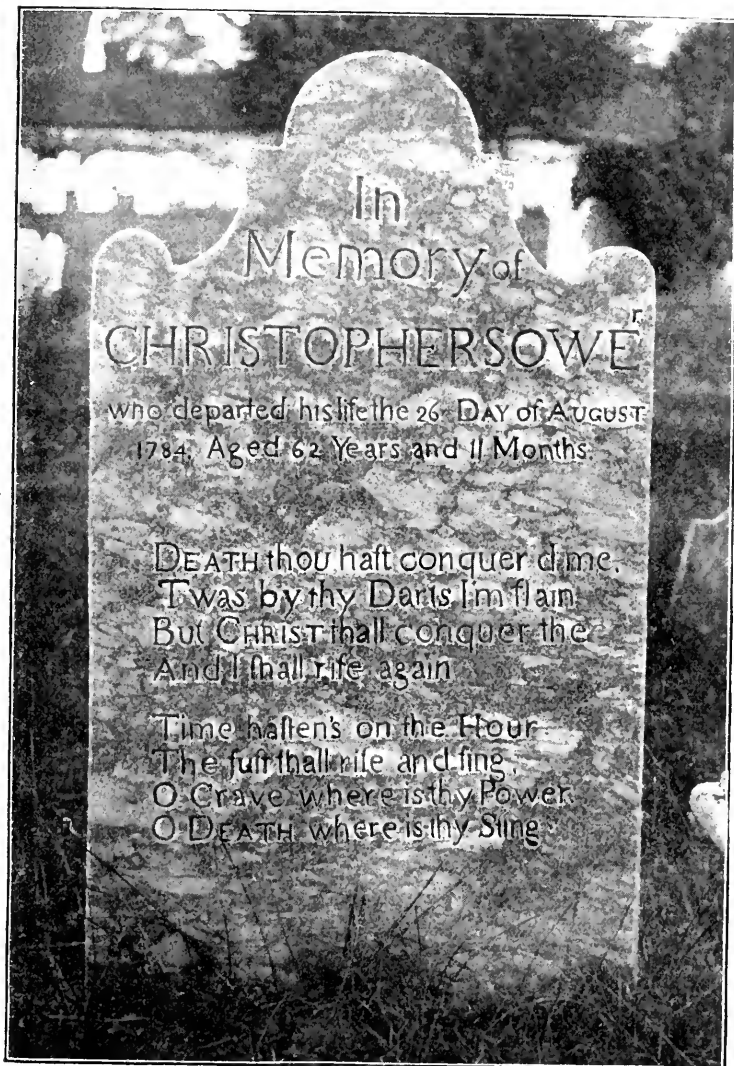 In
Memory of
CHRISTOPHER SOWEr
who departed this life the 26 DAY of AUGUST
1784, Aged 62 Years and 11 Months.
DEATH thou haſt conquer'd me,
Twas by thy Darts I'm ſlain
But CHRIST ſhall conquer the
And I ſhall riſe again
Time haſten's on the Hour
The juſt ſhall riſe and ſing,
O Grave where is thy Power
O DEATH where is thy Sting